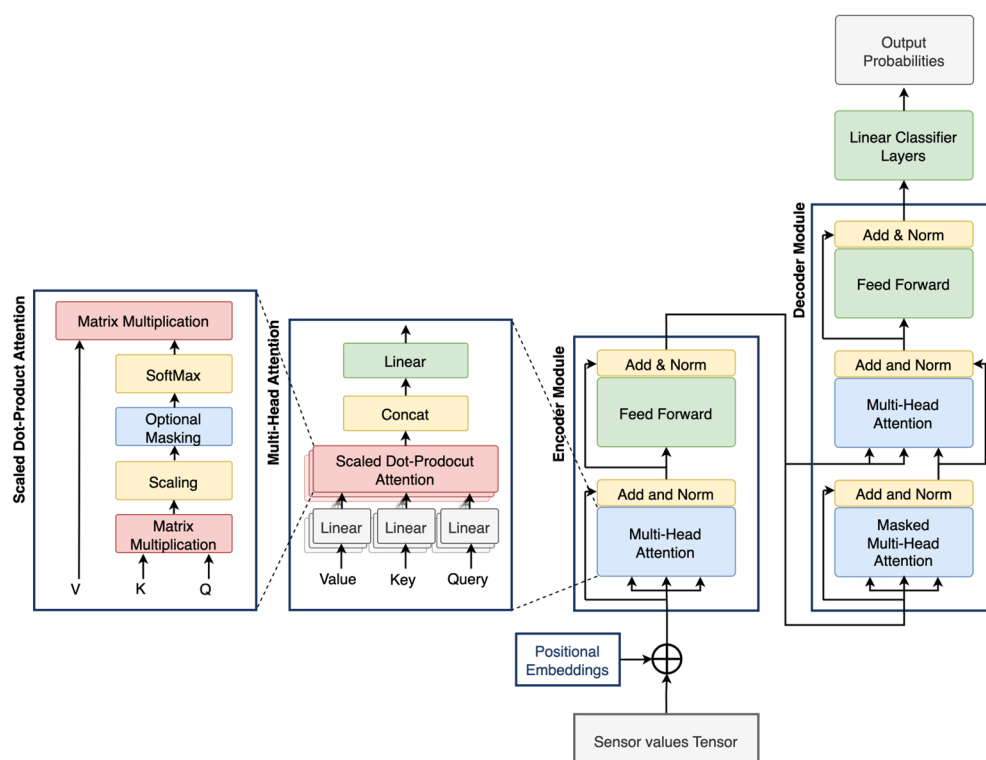 Output
Probabilities
Linear Classifier
Layers
Decoder Module
Add & Norm
Feed Forward
Add and Norm
Multi-Head
Attention
Add and Norm
Masked
Multi-Head
Attention
Scaled Dot-Product Attention
Matrix Multiplication
SoftMax
Optional
Masking
Scaling
Matrix
Multiplication
V
K
Q
Multi-Head Attention
Linear
Concat
Scaled Dot-Prodocut
Attention
Linear
Linear
Linear
Value
Key
Query
Encoder Module
Add & Norm
Feed Forward
Add and Norm
Multi-Head
Attention
Positional
Embeddings
Sensor values Tensor